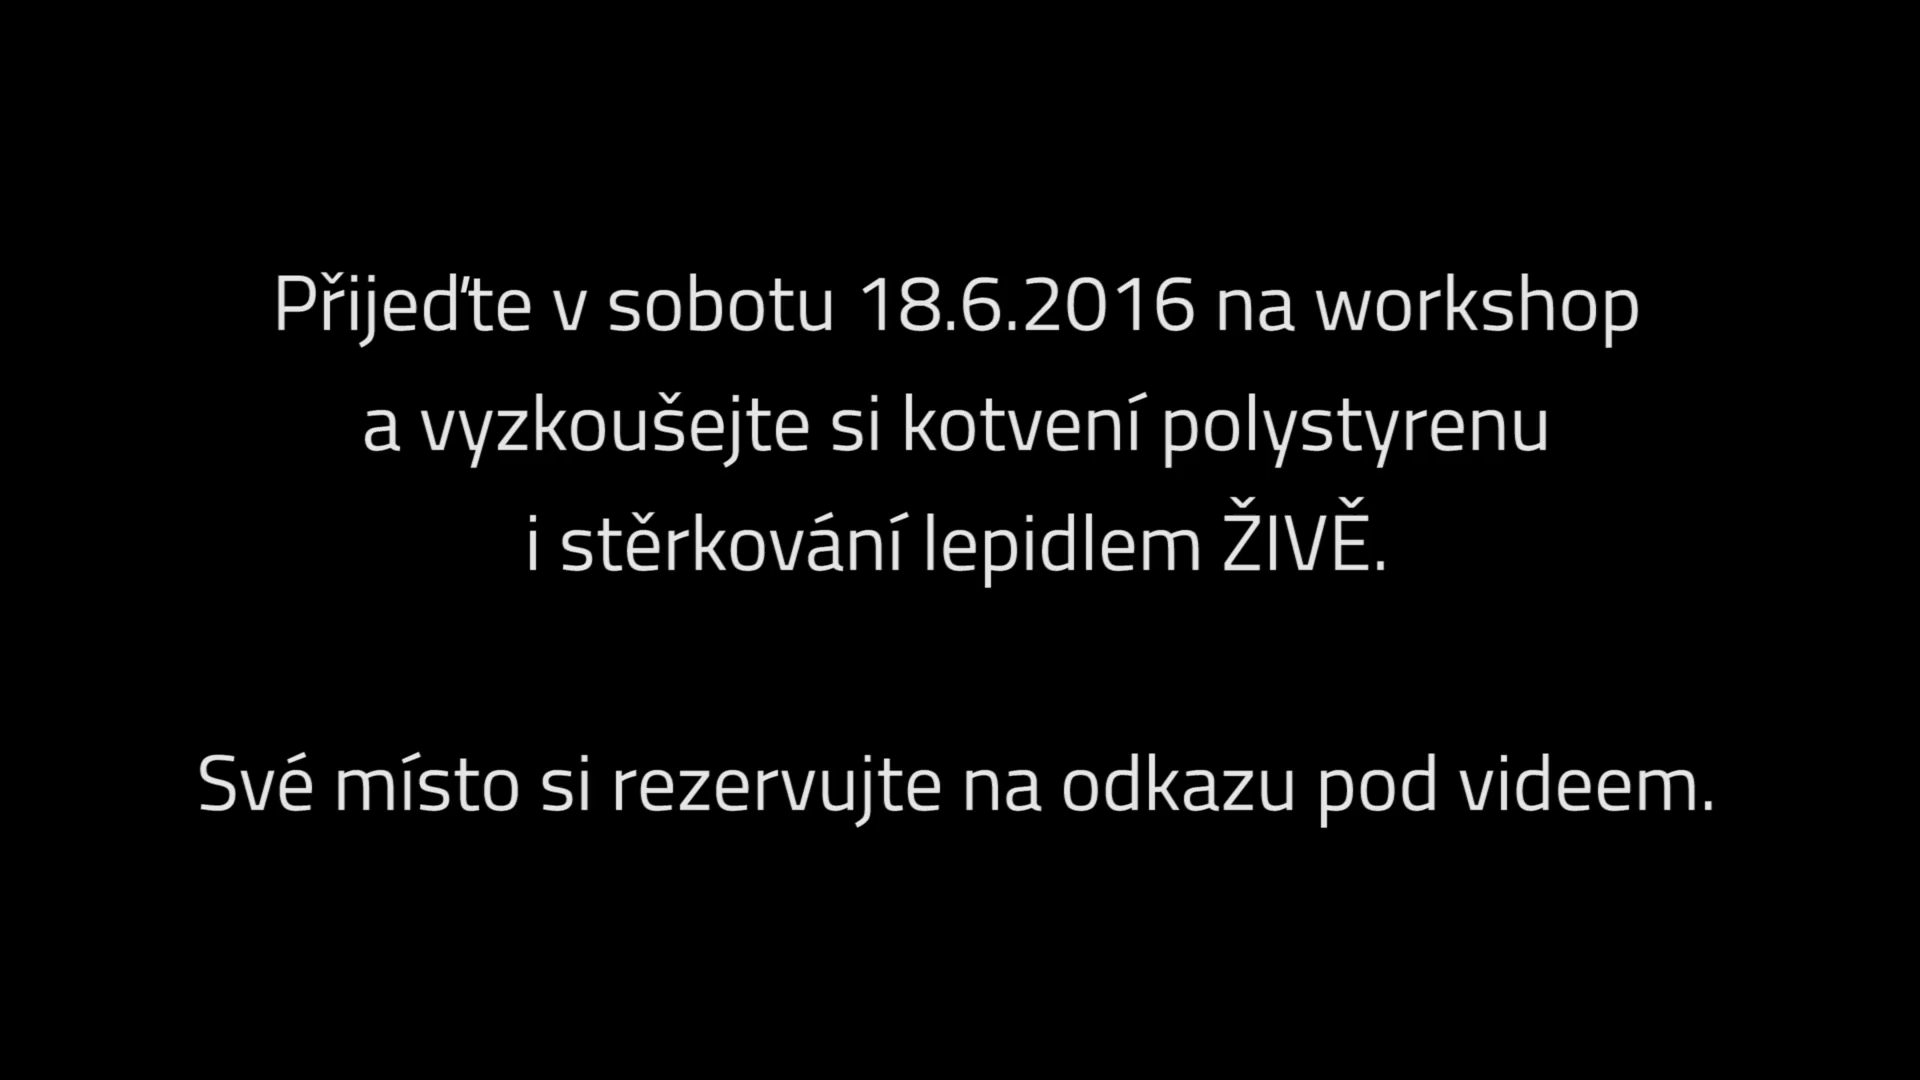 Přijeďte v sobotu 18.6.2016 na workshop
a vyzkoušejte si kotvení polystyrenu
i stěrkování lepidlem ŽIVĚ.
Své místo si rezervujte na odkazu pod videem.